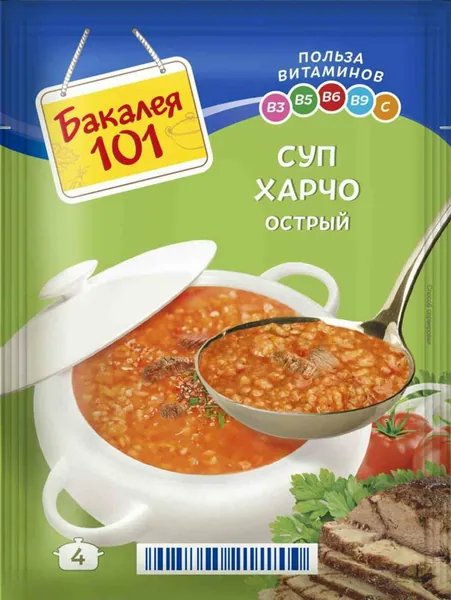 ПОЛЬЗА
ВИТАМИНОВ
B3 B5 B6 B9 C
Бакалея
101
СУП
ХАРЧО
ОСТРЫЙ
4